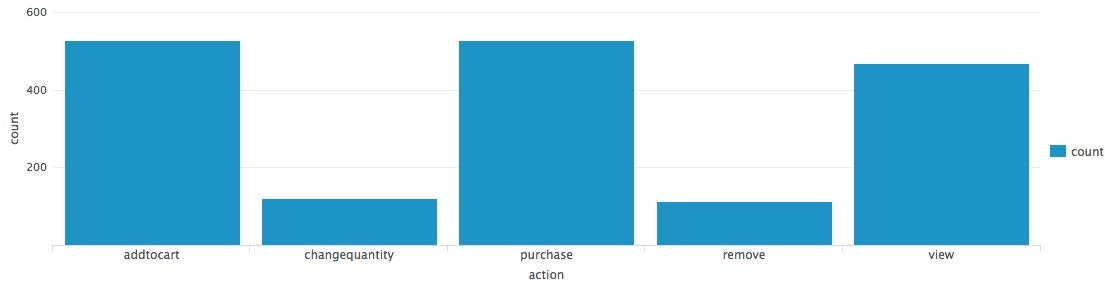 600
400
200
count
addtocart
changequantity
purchase
remove
view
action
count